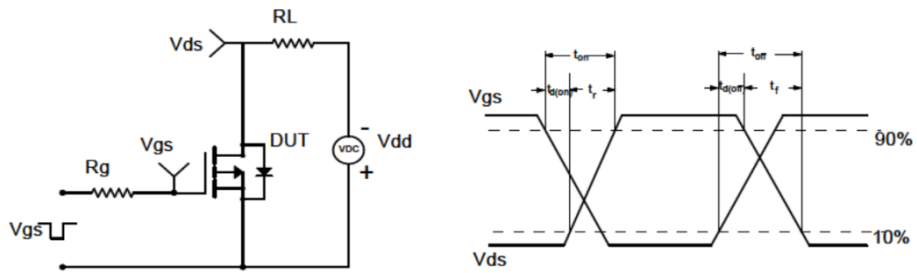 RL
Vds
Vgs
DUT
Rg
VDC
-
Vdd
+
Vgs
ton
toff
td(on)
tr
td(off)
tf
Vgs
90%
10%
Vds